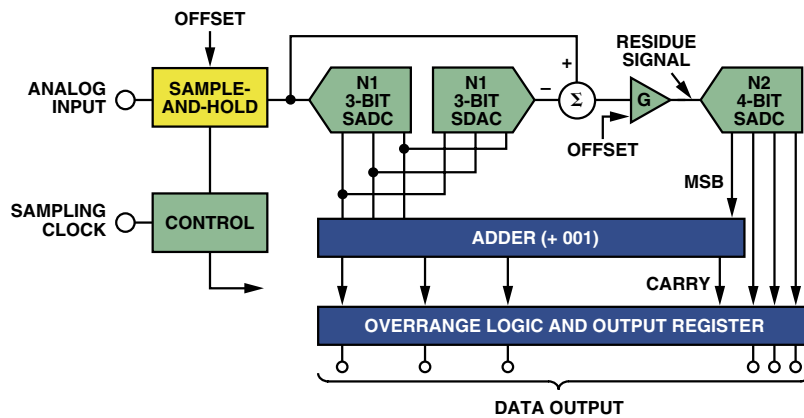 OFFSET
ANALOG
INPUT
SAMPLE-
AND-HOLD
N1
3-BIT
SADC
N1
3-BIT
SDAC
+
–
Σ
G
OFFSET
RESIDUE
SIGNAL
N2
4-BIT
SADC
MSB
SAMPLING
CLOCK
CONTROL
ADDER (+ 001)
CARRY
OVERRANGE LOGIC AND OUTPUT REGISTER
DATA OUTPUT